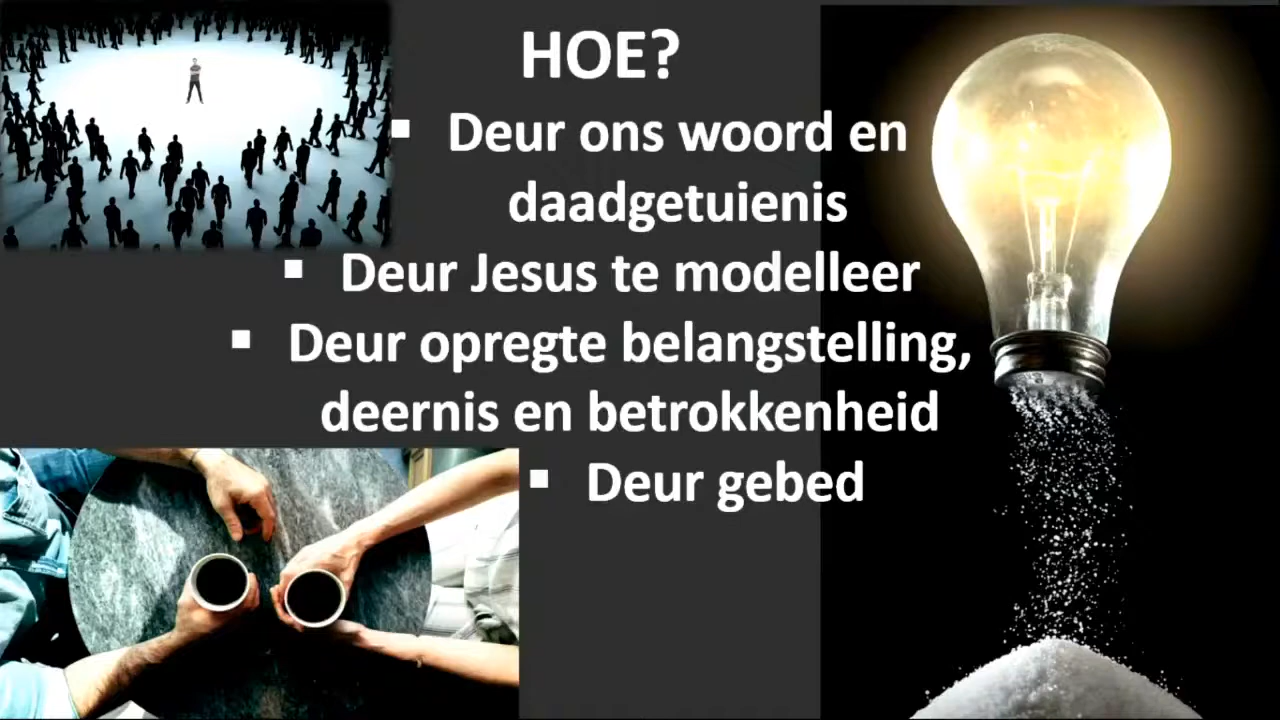 HOE?
▪ Deur ons woord en
daadgetuienis
▪ Deur Jesus te modelleer
▪ Deur opregte belangstelling,
deernis en betrokkenheid
▪ Deur gebed